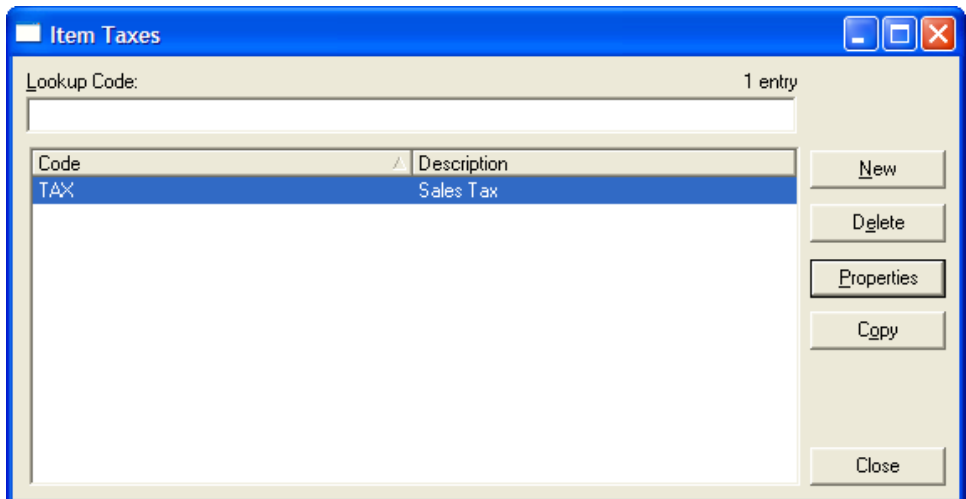 Item Taxes
Lookup Code: 1 entry
Code Description
TAX Sales Tax
New
Delete
Properties
Copy
Close